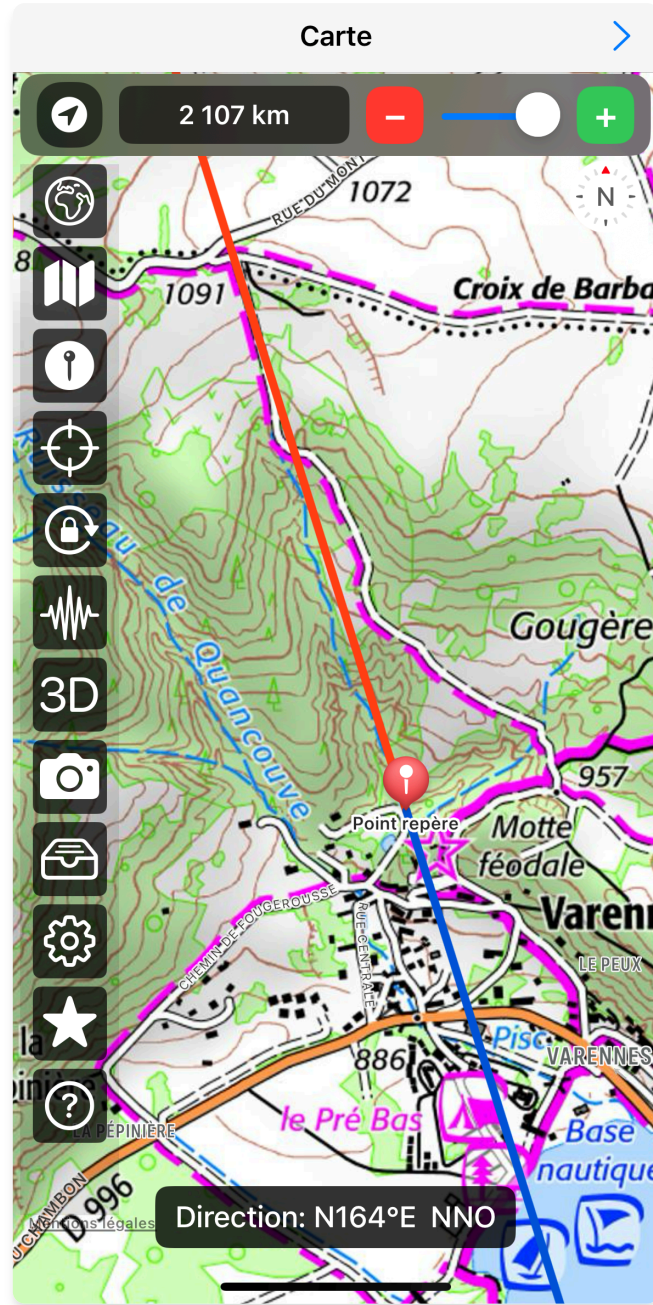 Carte
2 107 km
−
+
RUE DU MONT
1072
N
8
1091
Croix de Barba
Ruisseau de Quancouve
3D
Gougère
957
Point repère
Motte
féodale
Varenn
CHEMIN DE FOUGEROUSSE
RUE CENTRALE
LE PEUX
la
Pisc
VARENNES
886
?
LA PÉPINIÈRE
le Pré Bas
Base
nautique
D 996
U CHAMBON
Mentions légales
Direction: N164°E NNO